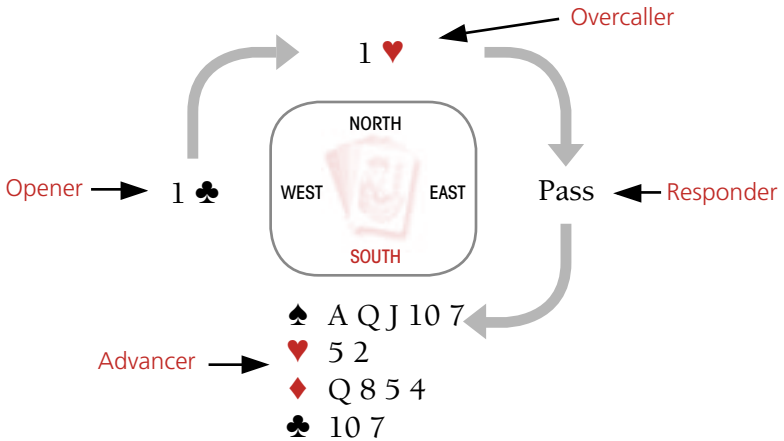 Overcaller
1 ♥
NORTH
Opener
1 ♣
WEST
EAST
Pass
Responder
SOUTH
♠ A Q J 10 7
♥ 5 2
Advancer
♦ Q 8 5 4
♣ 10 7